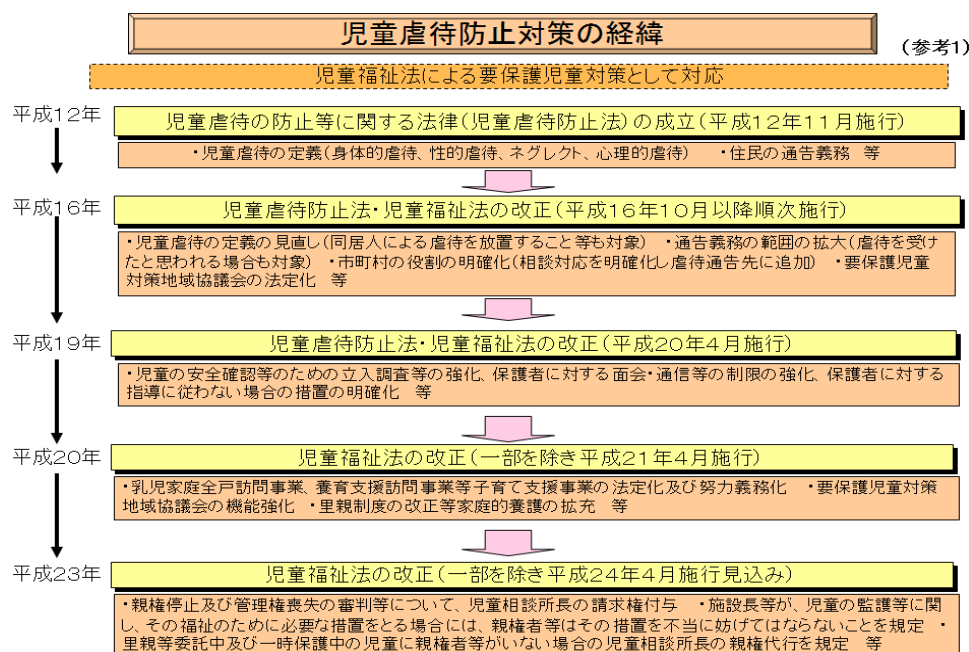 児童虐待防止対策の経緯
(参考1)
児童福祉法による要保護児童対策として対応
平成12年
児童虐待の防止等に関する法律(児童虐待防止法)の成立(平成12年11月施行)
・児童虐待の定義(身体的虐待、性的虐待、ネグレクト、心理的虐待)　・住民の通告義務　等
平成16年
児童虐待防止法・児童福祉法の改正(平成16年10月以降順次施行)
・児童虐待の定義の見直し(同居人による虐待を放置すること等も対象)　・通告義務の範囲の拡大(虐待を受け
たと思われる場合も対象)　・市町村の役割の明確化(相談対応を明確化し虐待通告先に追加)　・要保護児童
対策地域協議会の法定化　等
平成19年
児童虐待防止法・児童福祉法の改正(平成20年4月施行)
・児童の安全確認等のための立入調査等の強化、保護者に対する面会・通信等の制限の強化、保護者に対する
指導に従わない場合の措置の明確化　等
平成20年
児童福祉法の改正(一部を除き平成21年4月施行)
・乳児家庭全戸訪問事業、養育支援訪問事業等子育て支援事業の法定化及び努力義務化　・要保護児童対策
地域協議会の機能強化　・里親制度の改正等家庭的養護の拡充　等
平成23年
児童福祉法の改正(一部を除き平成24年4月施行見込み)
・親権停止及び管理権喪失の審判等について、児童相談所長の請求権付与　・施設長等が、児童の監護等に関
し、その福祉のために必要な措置をとる場合には、親権者等はその措置を不当に妨げてはならないことを規定　・
里親等委託中及び一時保護中の児童に親権者等がいない場合の児童相談所長の親権代行を規定　等